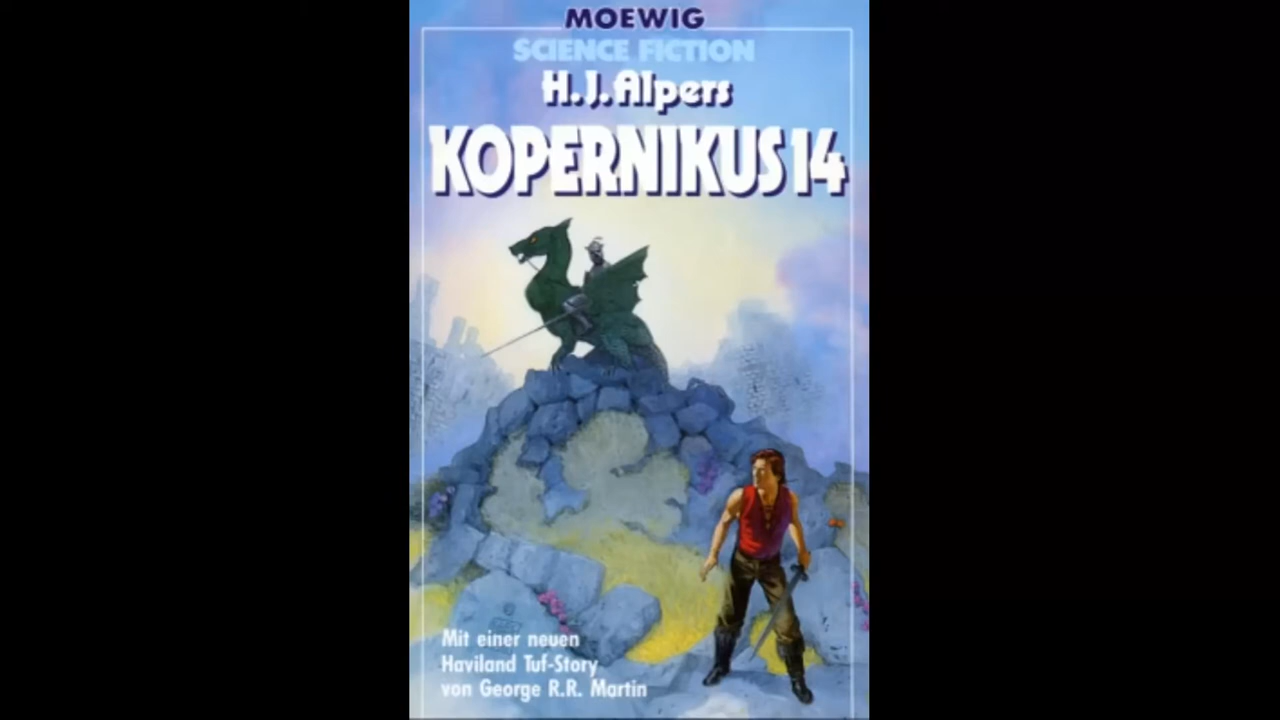 MOEWIG
SCIENCE FICTION
H.J. Alpers
KOPERNIKUS 14
Mit einer neuen
Haviland Tuf-Story
von George R.R. Martin